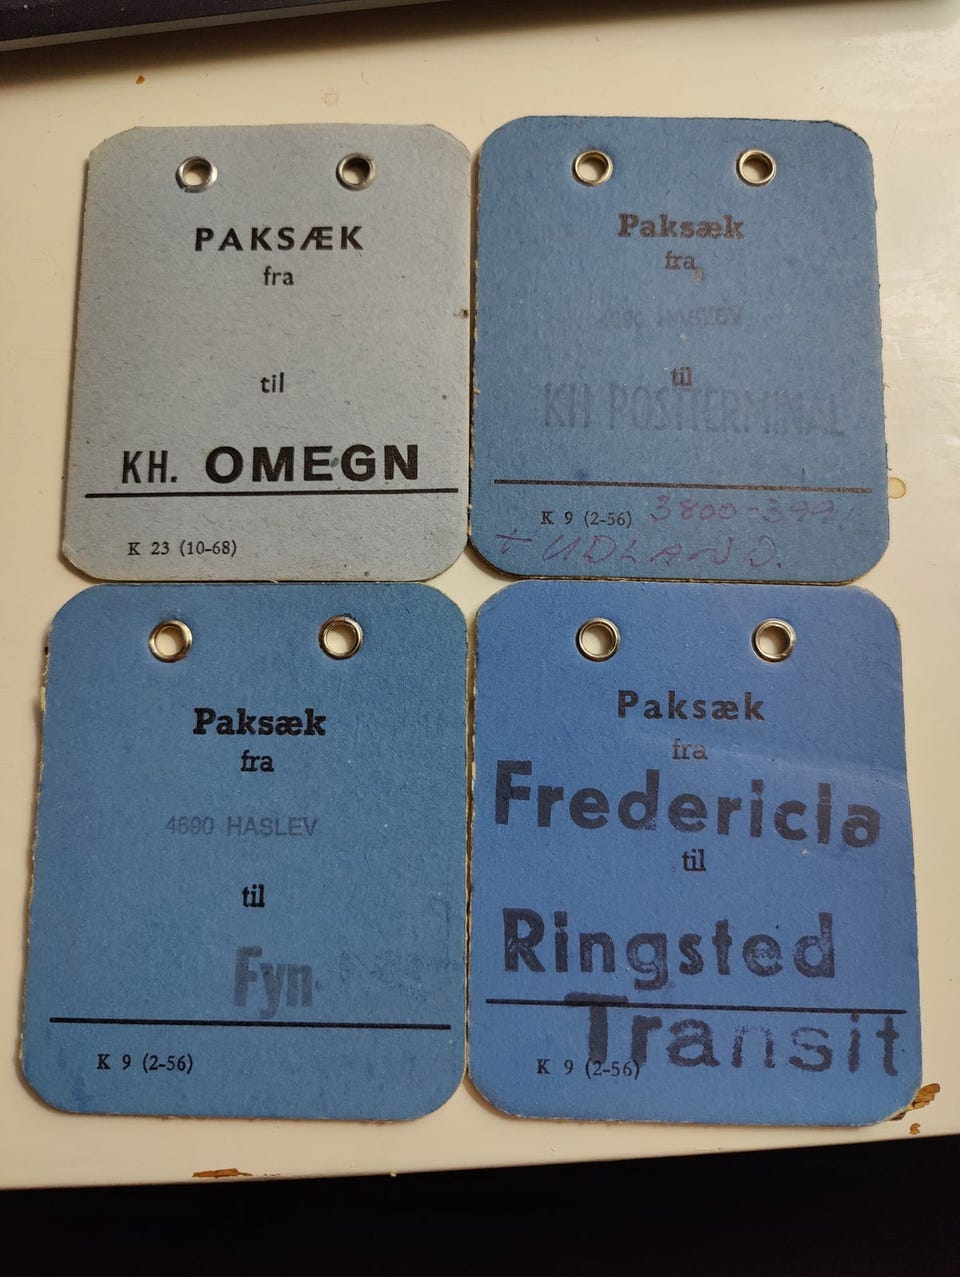 PAKSÆK
fra
til
KH. OMEGN
K 23 (10-68)
Paksæk
fra
HASLEV
til
KH POSTTERMINAL
K 9 (2-56) 3800-3991
+ UDLAND.
Paksæk
fra
4690 HASLEV
til
Fyn
K 9 (2-56)
Paksæk
fra
Fredericia
til
Ringsted
Transit
K 9 (2-56)